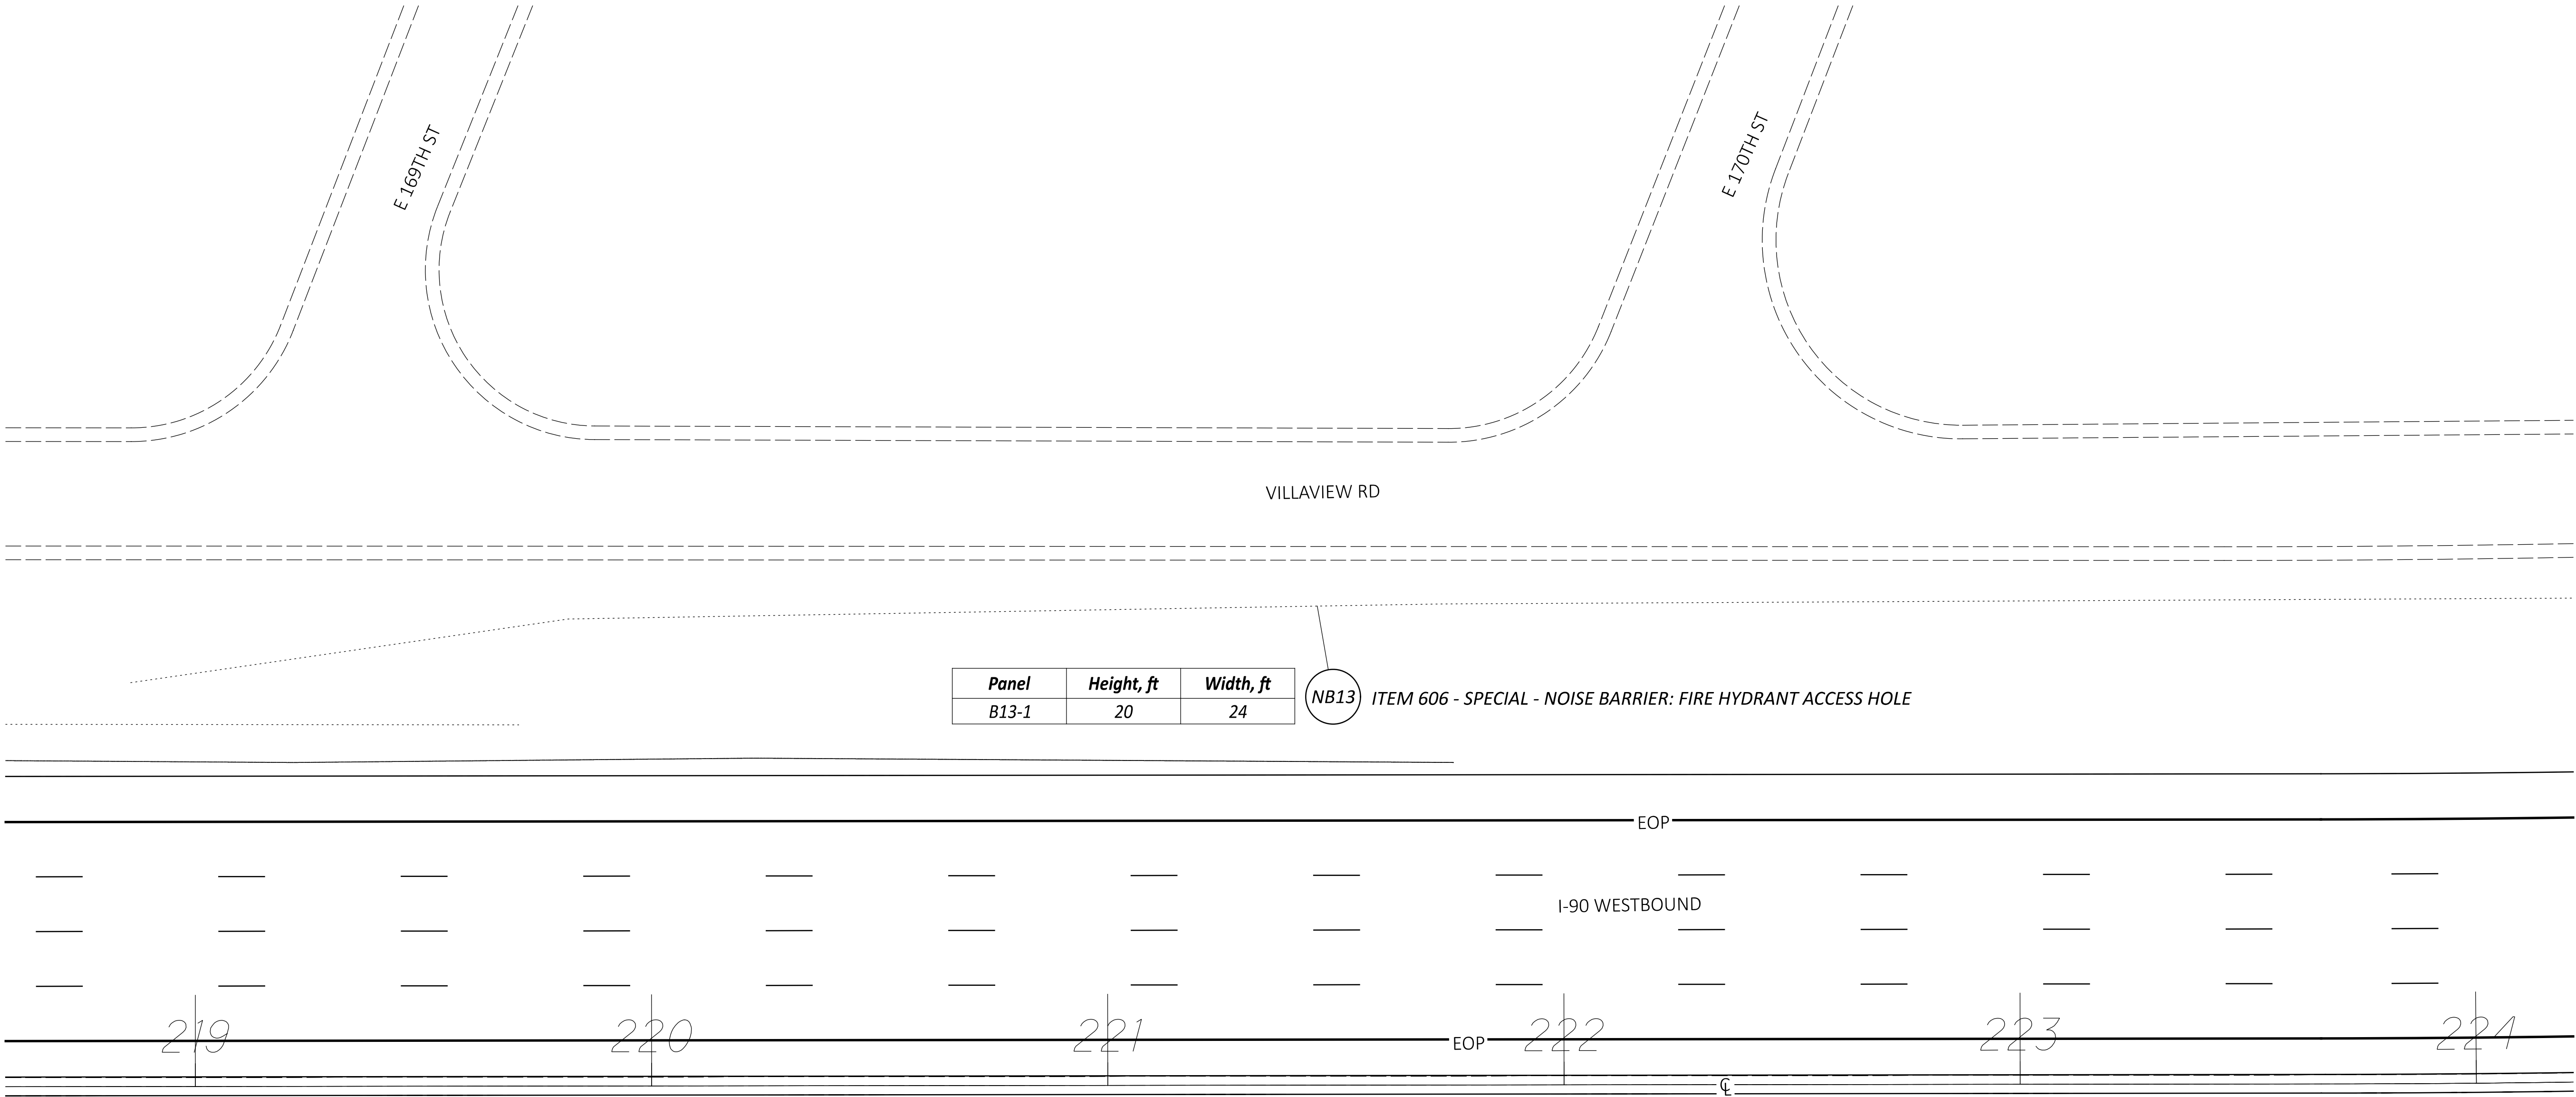 E 169TH ST
E 170TH ST
VILLAVIEW RD
Panel Height, ft Width, ft
B13-1 20 24
NB13 ITEM 606 - SPECIAL - NOISE BARRIER: FIRE HYDRANT ACCESS HOLE
EOP
I-90 WESTBOUND
219 220 221 222 223 224
EOP
℄